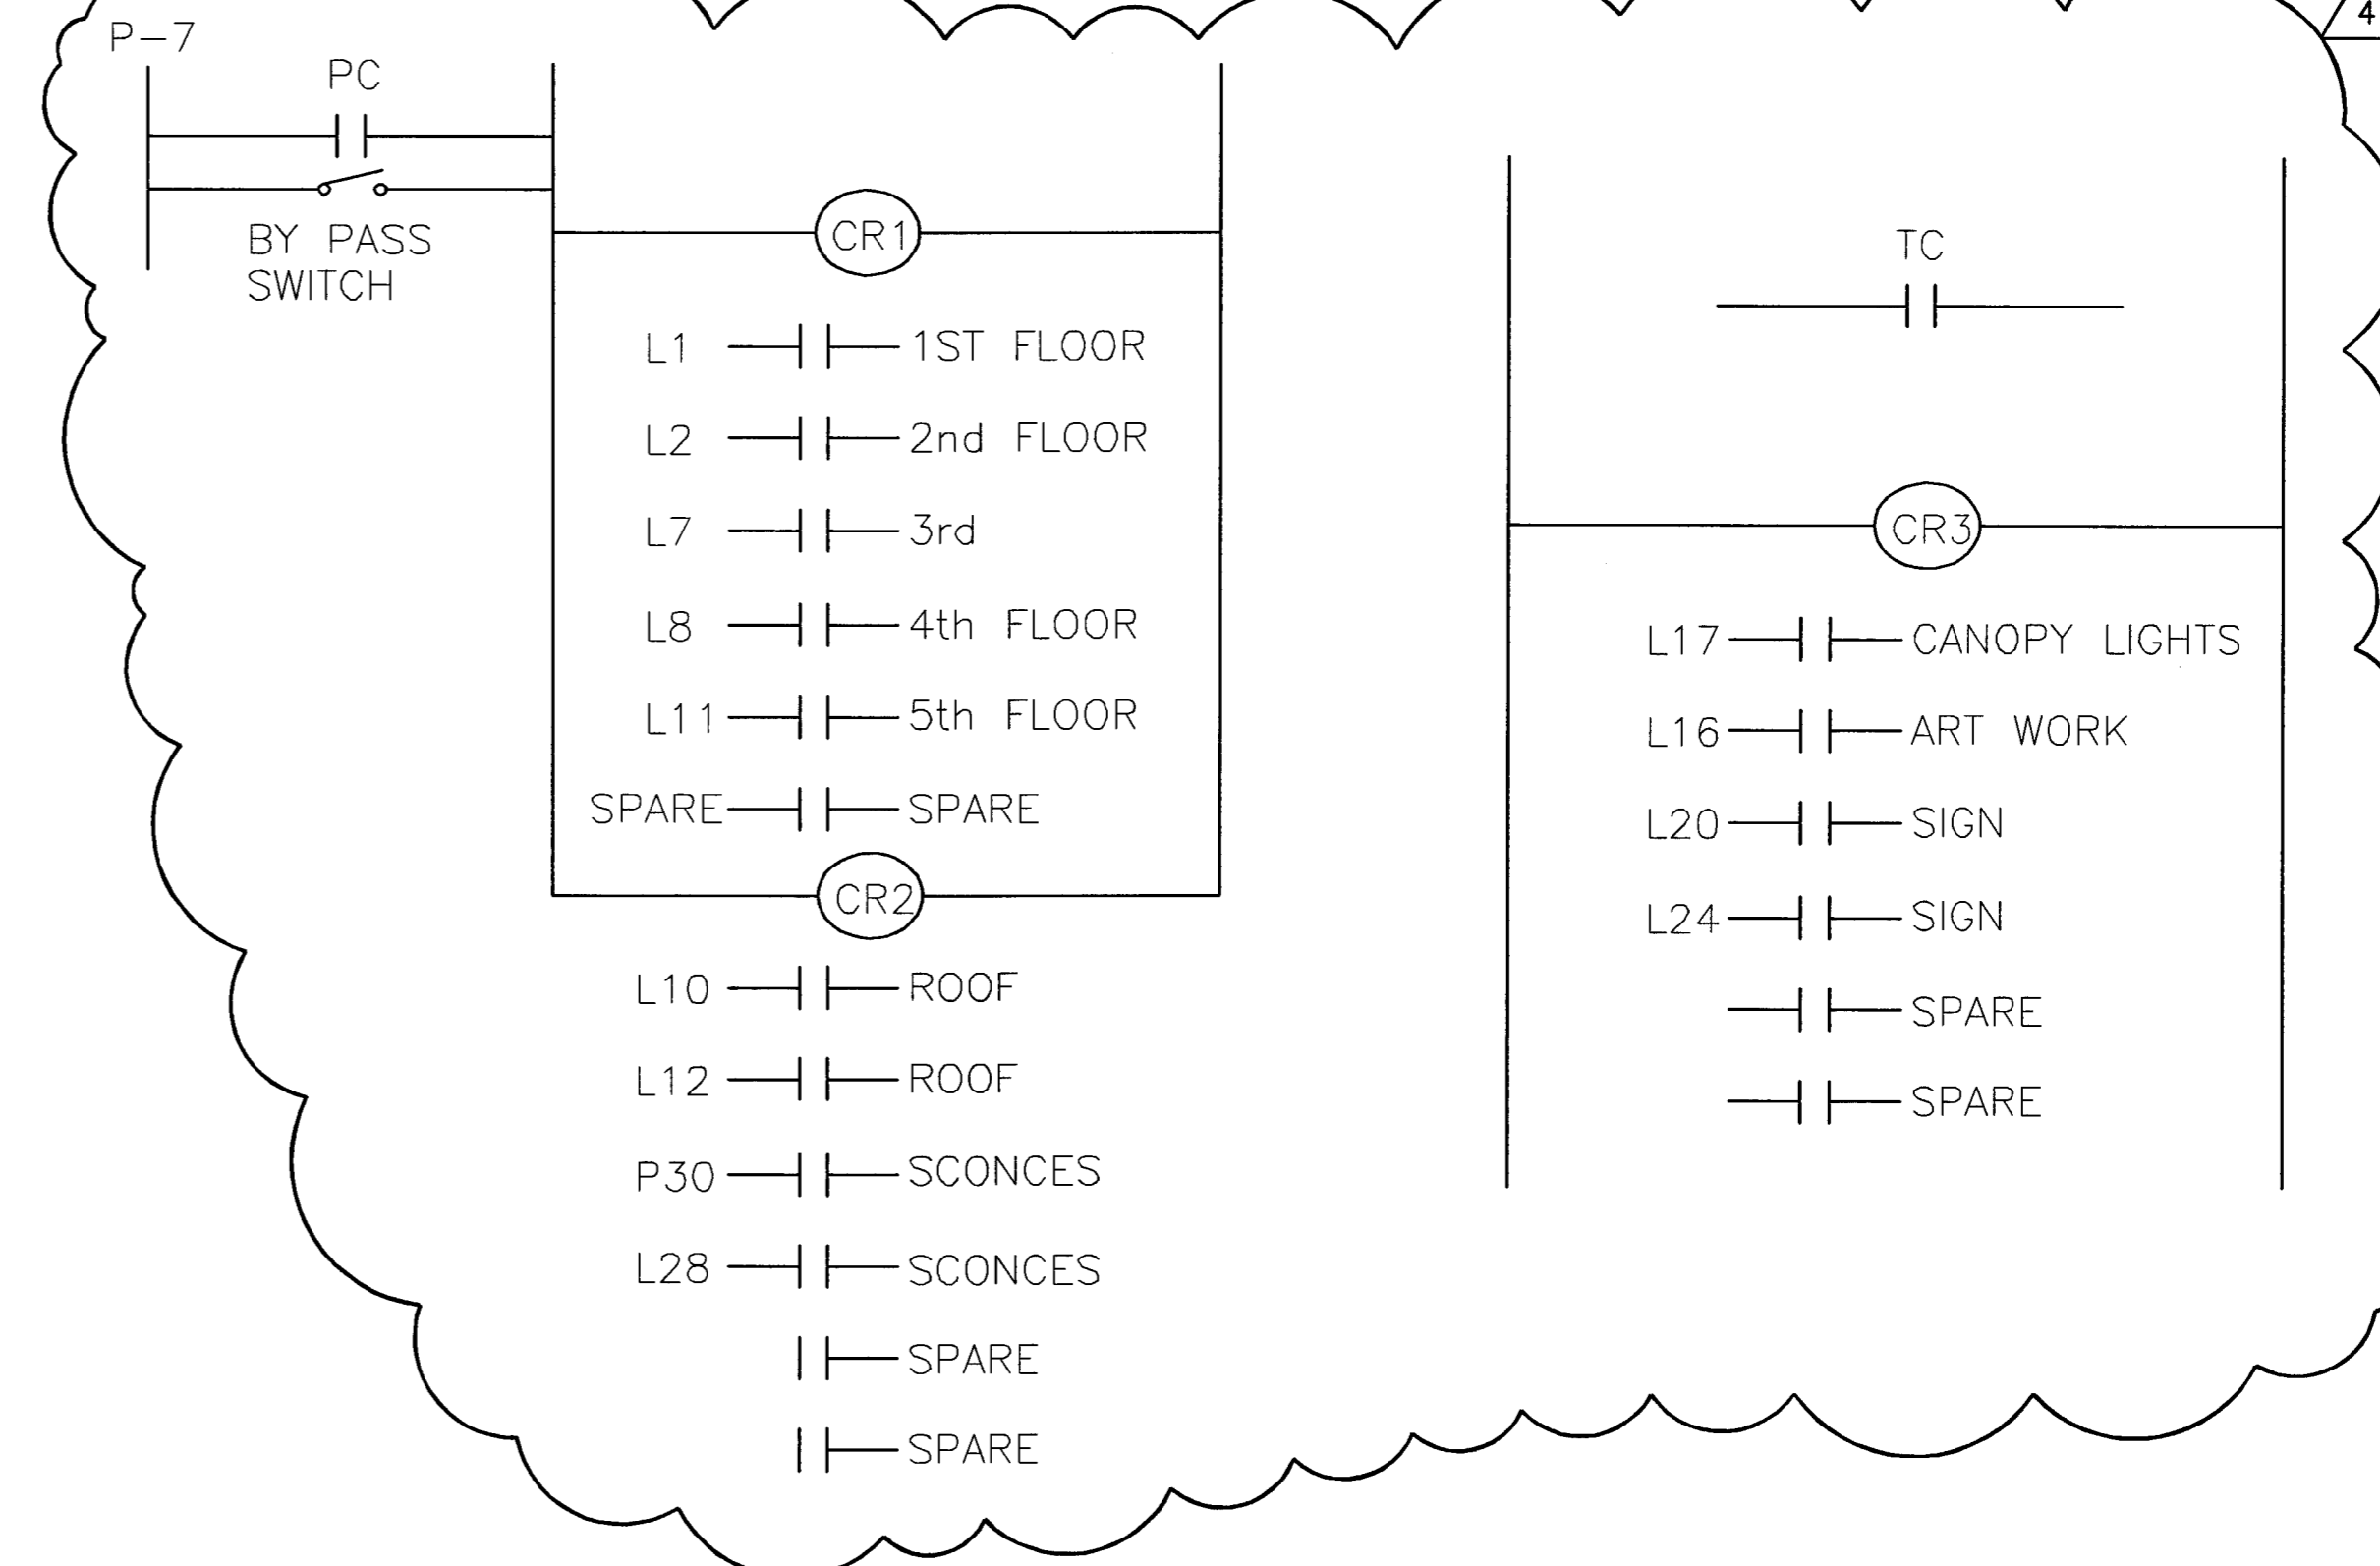 4
P-7
PC
BY PASS
SWITCH
CR1
L1 1ST FLOOR
L2 2nd FLOOR
L7 3rd
L8 4th FLOOR
L11 5th FLOOR
SPARE SPARE
CR2
L10 ROOF
L12 ROOF
P30 SCONCES
L28 SCONCES
SPARE
SPARE
TC
CR3
L17 CANOPY LIGHTS
L16 ART WORK
L20 SIGN
L24 SIGN
SPARE
SPARE